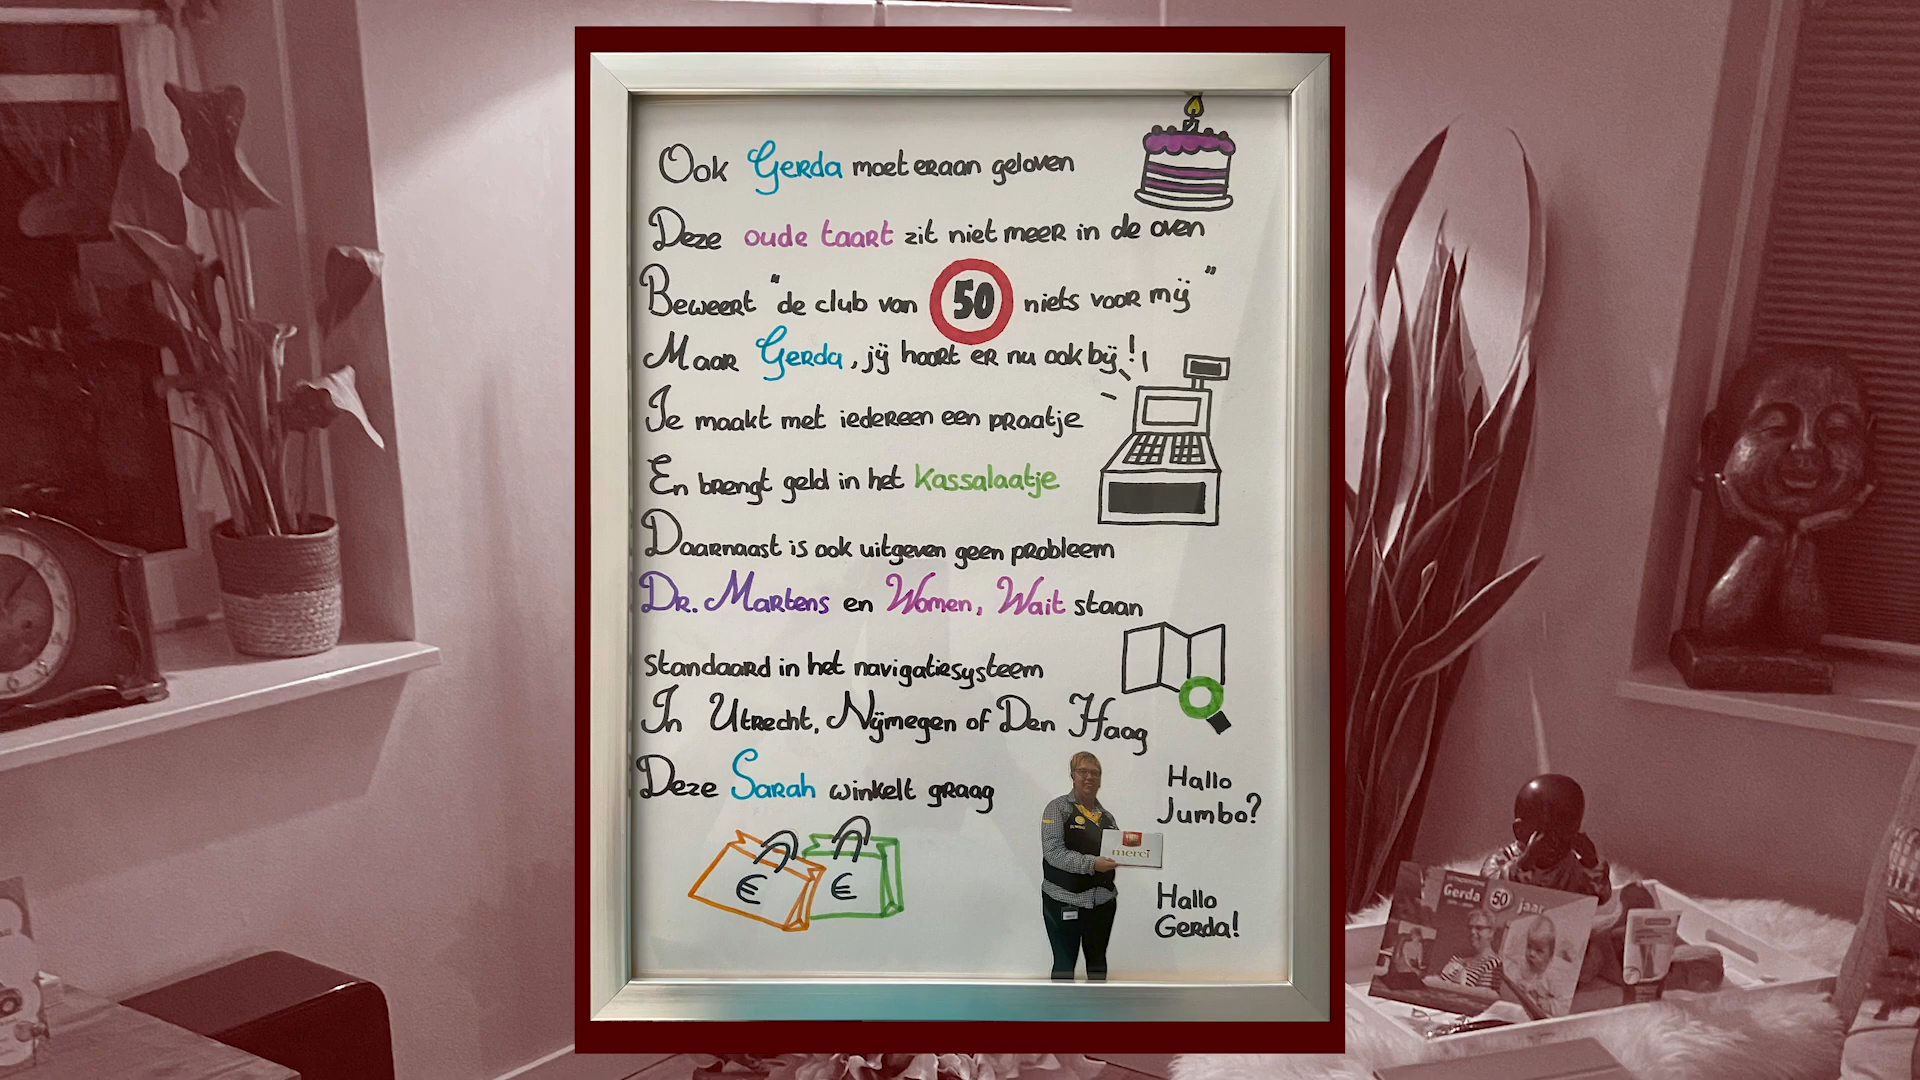 Ook Gerda moet eraan geloven
Deze oude taart zit niet meer in de oven
Beweert "de club van 50 niets voor mij"
Maar Gerda, jij hoort er nu ook bij!
Je maakt met iedereen een praatje
En brengt geld in het kassalaatje
Daarnaast is ook uitgeven geen probleem
Dr. Martens en Women, Wait staan
standaard in het navigatiesysteem
In Utrecht, Nijmegen of Den Haag
Deze Sarah winkelt graag
Hallo
Jumbo?
merci
Hallo
Gerda!
€ €
Gerda 50 jaar